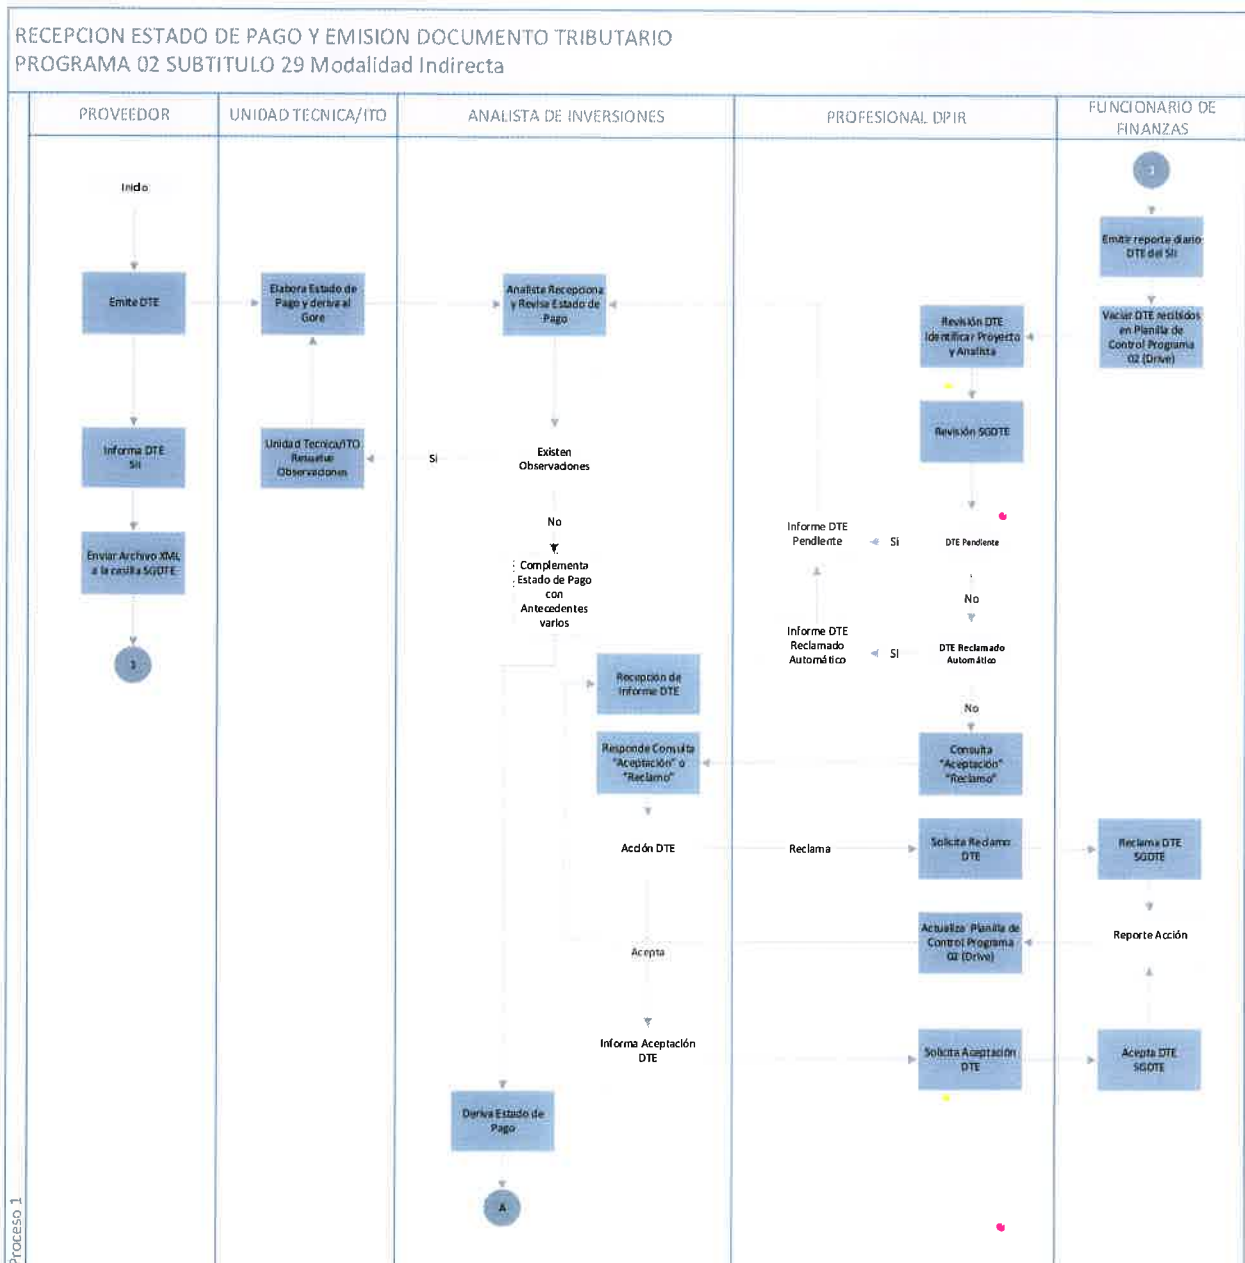 RECEPCION ESTADO DE PAGO Y EMISION DOCUMENTO TRIBUTARIO
PROGRAMA 02 SUBTITULO 29 Modalidad Indirecta
PROVEEDOR
UNIDAD TECNICA/ITO
ANALISTA DE INVERSIONES
PROFESIONAL DPIR
FUNCIONARIO DE
FINANZAS
Inicio
Emite DTE
Informa DTE
SII
Enviar Archivo XML
a la casilla SGDTE
Elabora Estado de
Pago y deriva al
Gore
Unidad Tecnica/ITO
Resuelve
Observaciones
Analista Recepciona
y Revisa Estado de
Pago
Existen
Observaciones
Si
No
Complementa
Estado de Pago
con
Antecedentes
varios
Recepción de
Informe DTE
Responde Consulta
"Aceptación" o
"Reclamo"
Acción DTE
Acepta
Informa Aceptación
DTE
Deriva Estado de
Pago
A
Revisión DTE
Identificar Proyecto
y Analista
Revisión SGDTE
DTE Pendiente
Si
Informe DTE
Pendiente
No
DTE Reclamado
Automático
SI
Informe DTE
Reclamado
Automático
No
Consulta
"Aceptación"
"Reclamo"
Reclama
Solicita Reclamo
DTE
Actualiza Planilla de
Control Programa
02 (Drive)
Solicita Aceptación
DTE
Emitir reporte diario
DTE del SII
Vaciar DTE recibidos
en Planilla de
Control Programa
02 (Drive)
Reclama DTE
SGDTE
Reporte Acción
Acepta DTE
SGDTE
Proceso 1